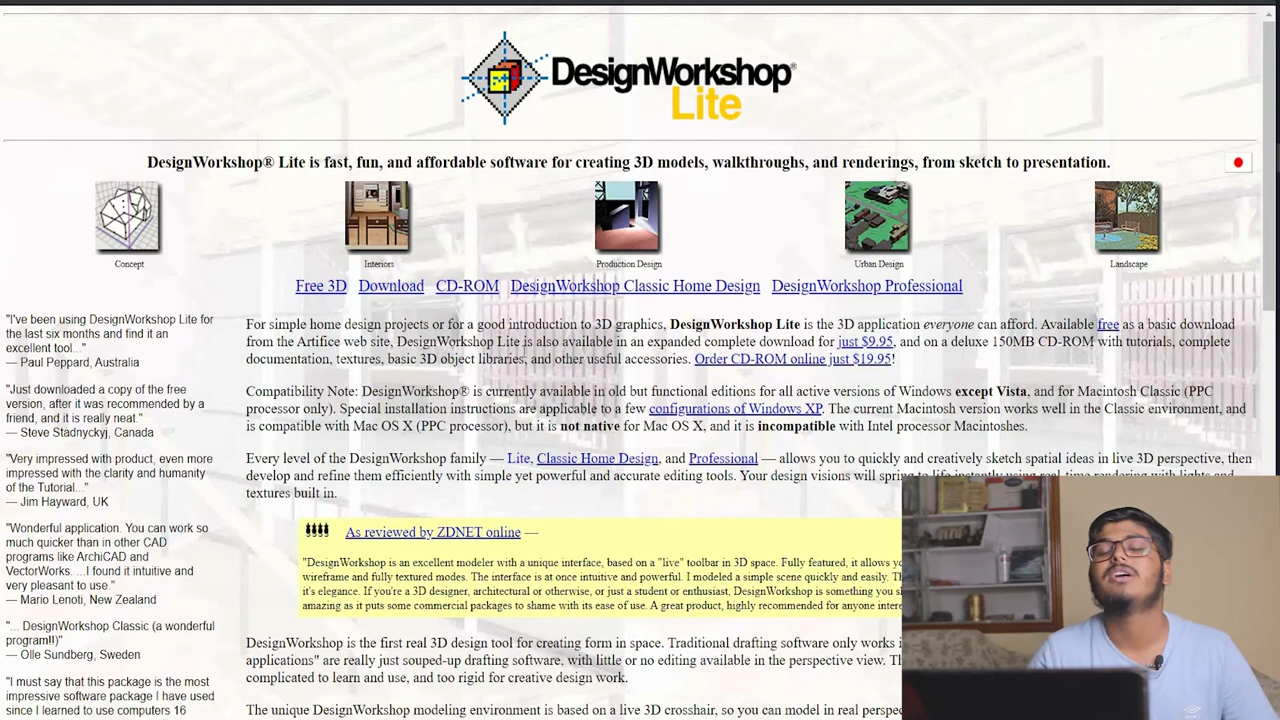 DesignWorkshop®
Lite
DesignWorkshop® Lite is fast, fun, and affordable software for creating 3D models, walkthroughs, and renderings, from sketch to presentation.
Concept
Interiors
Production Design
Urban Design
Landscape
Free 3D Download CD-ROM DesignWorkshop Classic Home Design DesignWorkshop Professional
"I've been using DesignWorkshop Lite for
the last six months and find it an
excellent tool..."
— Paul Peppard, Australia
"Just downloaded a copy of the free
version, after it was recommended by a
friend, and it is really neat."
— Steve Stadnyckyj, Canada
"Very impressed with product, even more
impressed with the clarity and humanity
of the Tutorial..."
— Jim Hayward, UK
"Wonderful application. You can work so
much quicker than in other CAD
programs like ArchiCAD and
VectorWorks. ...I found it intuitive and
very pleasant to use."
— Mario Lenoti, New Zealand
"... DesignWorkshop Classic (a wonderful
program!!)"
— Olle Sundberg, Sweden
"I must say that this package is the most
impressive software package I have used
since I learned to use computers 16
For simple home design projects or for a good introduction to 3D graphics, DesignWorkshop Lite is the 3D application everyone can afford. Available free as a basic download
from the Artifice web site, DesignWorkshop Lite is also available in an expanded complete download for just $9.95, and on a deluxe 150MB CD-ROM with tutorials, complete
documentation, textures, basic 3D object libraries, and other useful accessories. Order CD-ROM online just $19.95!
Compatibility Note: DesignWorkshop® is currently available in old but functional editions for all active versions of Windows except Vista, and for Macintosh Classic (PPC
processor only). Special installation instructions are applicable to a few configurations of Windows XP. The current Macintosh version works well in the Classic environment, and
is compatible with Mac OS X (PPC processor), but it is not native for Mac OS X, and it is incompatible with Intel processor Macintoshes.
Every level of the DesignWorkshop family — Lite, Classic Home Design, and Professional — allows you to quickly and creatively sketch spatial ideas in live 3D perspective, then
develop and refine them efficiently with simple yet powerful and accurate editing tools. Your design visions will spring to life instantly using real-time rendering with lights and
textures built in.
As reviewed by ZDNET online —
"DesignWorkshop is an excellent modeler with a unique interface, based on a "live" toolbar in 3D space. Fully featured, it allows yo
wireframe and fully textured modes. The interface is at once intuitive and powerful. I modeled a simple scene quickly and easily. Th
it's elegance. If you're a 3D designer, architectural or otherwise, or just a student or enthusiast, DesignWorkshop is something you s
amazing as it puts some commercial packages to shame with its ease of use. A great product, highly recommended for anyone intere
DesignWorkshop is the first real 3D design tool for creating form in space. Traditional drafting software only works i
applications" are really just souped-up drafting software, with little or no editing available in the perspective view. Th
complicated to learn and use, and too rigid for creative design work.
The unique DesignWorkshop modeling environment is based on a live 3D crosshair, so you can model in real perspec